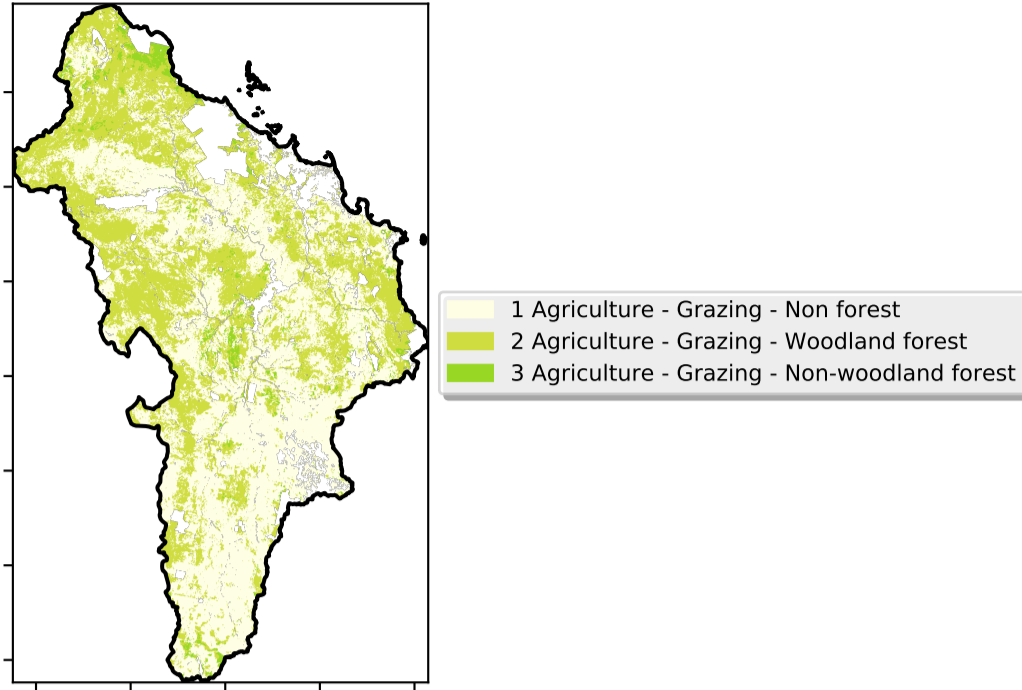 1 Agriculture - Grazing - Non forest
2 Agriculture - Grazing - Woodland forest
3 Agriculture - Grazing - Non-woodland forest